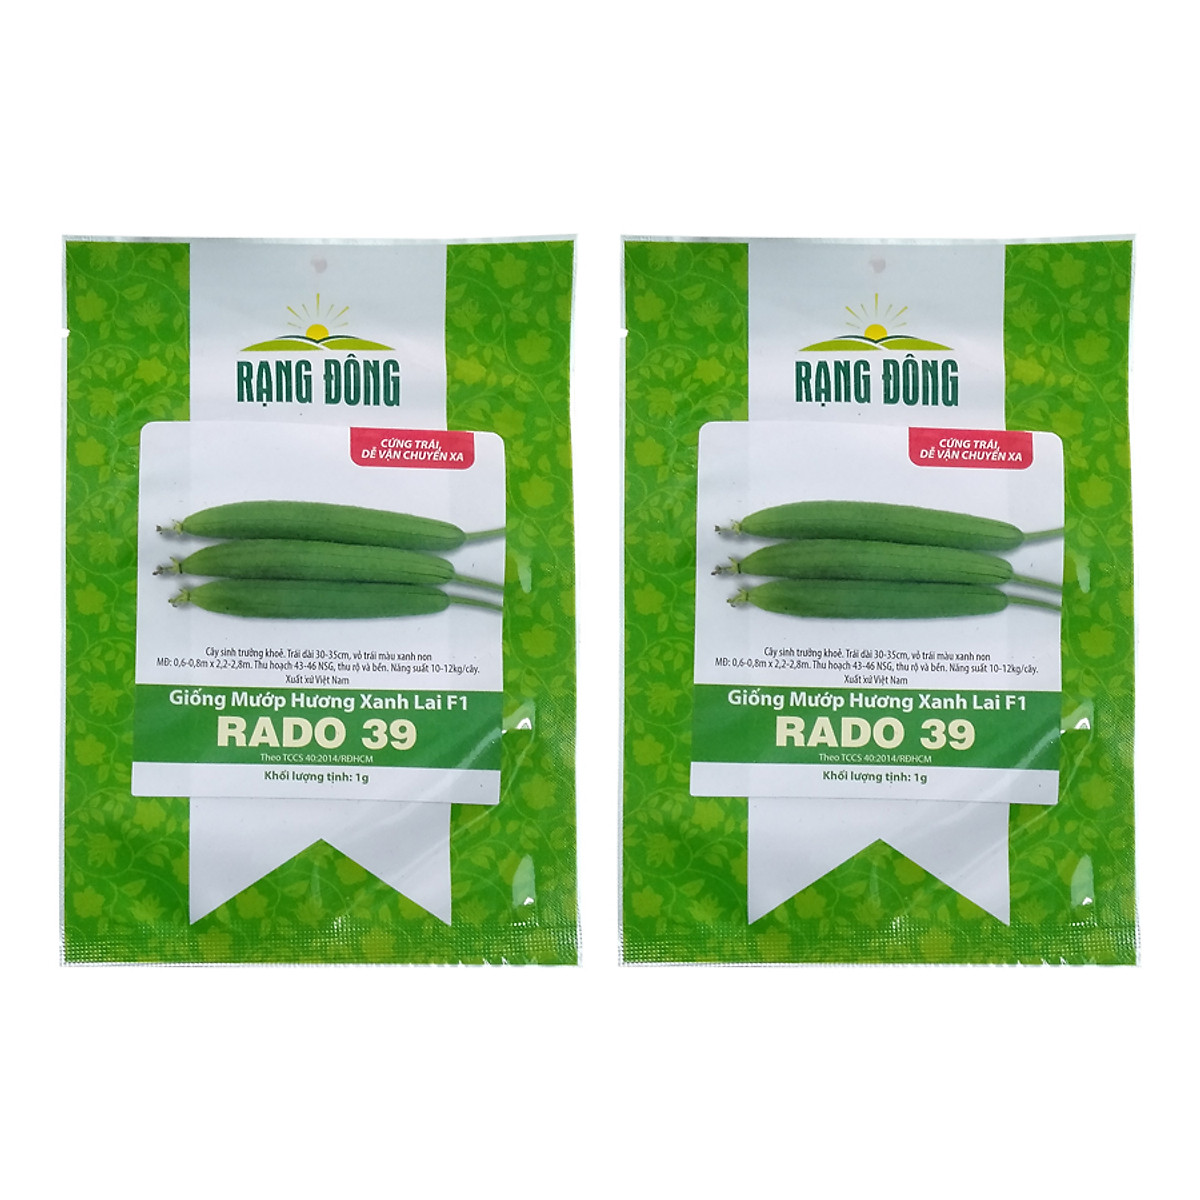 RẠNG ĐÔNG
CỨNG TRÁI,
DỄ VẬN CHUYỂN XA
Cây sinh trưởng khoẻ. Trái dài 30-35cm, vỏ trái màu xanh non
MĐ: 0,6-0,8m x 2,2-2,8m. Thu hoạch 43-46 NSG, thu rộ và bền. Năng suất 10-12kg/cây.
Xuất xứ Việt Nam
Giống Mướp Hương Xanh Lai F1
RADO 39
Theo TCCS 40:2014/RĐHCM
Khối lượng tịnh: 1g
RẠNG ĐÔNG
CỨNG TRÁI,
DỄ VẬN CHUYỂN XA
Cây sinh trưởng khoẻ. Trái dài 30-35cm, vỏ trái màu xanh non
MĐ: 0,6-0,8m x 2,2-2,8m. Thu hoạch 43-46 NSG, thu rộ và bền. Năng suất 10-12kg/cây.
Xuất xứ Việt Nam
Giống Mướp Hương Xanh Lai F1
RADO 39
Theo TCCS 40:2014/RĐHCM
Khối lượng tịnh: 1g